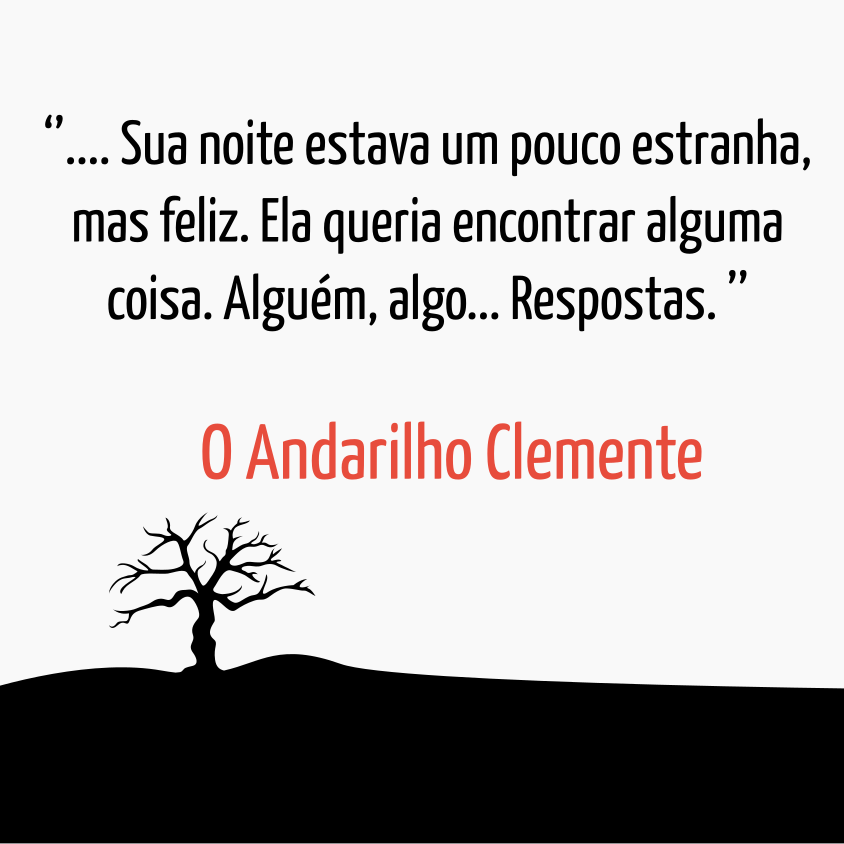 “.... Sua noite estava um pouco estranha,
mas feliz. Ela queria encontrar alguma
coisa. Alguém, algo... Respostas. ”
O Andarilho Clemente